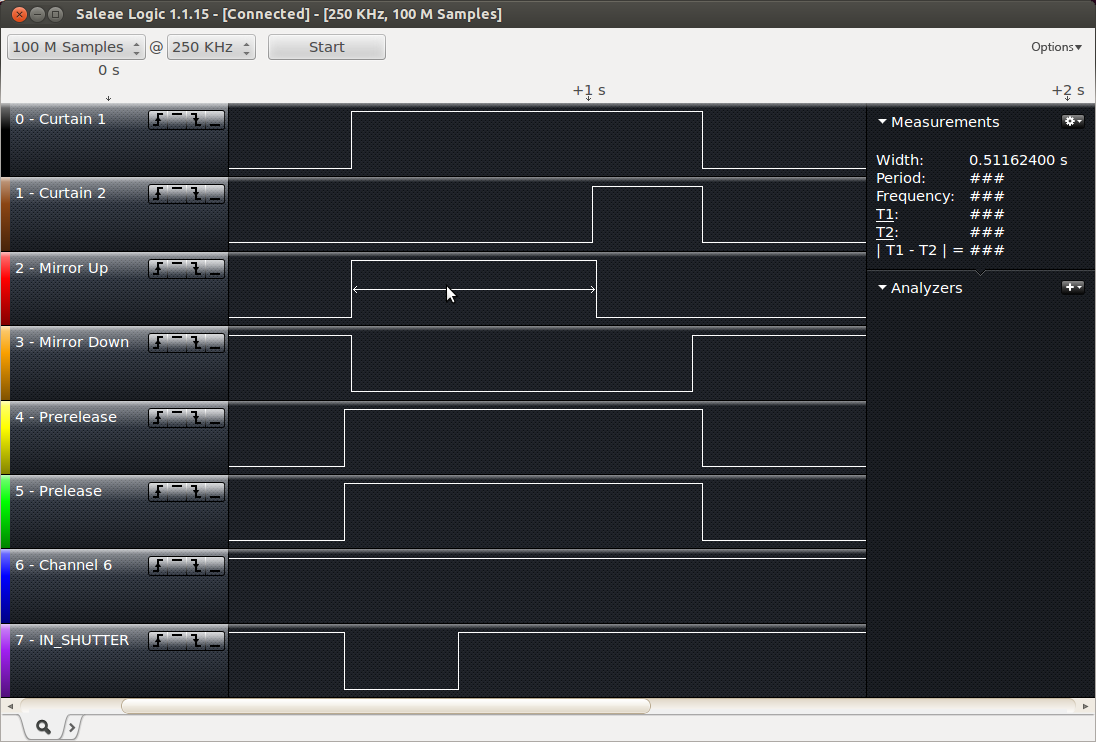 Saleae Logic 1.1.15 - [Connected] - [250 KHz, 100 M Samples]
100 M Samples @ 250 KHz Start Options▾
0 s
+1 s +2 s
0 - Curtain 1
1 - Curtain 2
2 - Mirror Up
3 - Mirror Down
4 - Prerelease
5 - Prelease
6 - Channel 6
7 - IN_SHUTTER
Measurements
Width: 0.51162400 s
Period: ###
Frequency: ###
T1: ###
T2: ###
| T1 - T2 | = ###
Analyzers